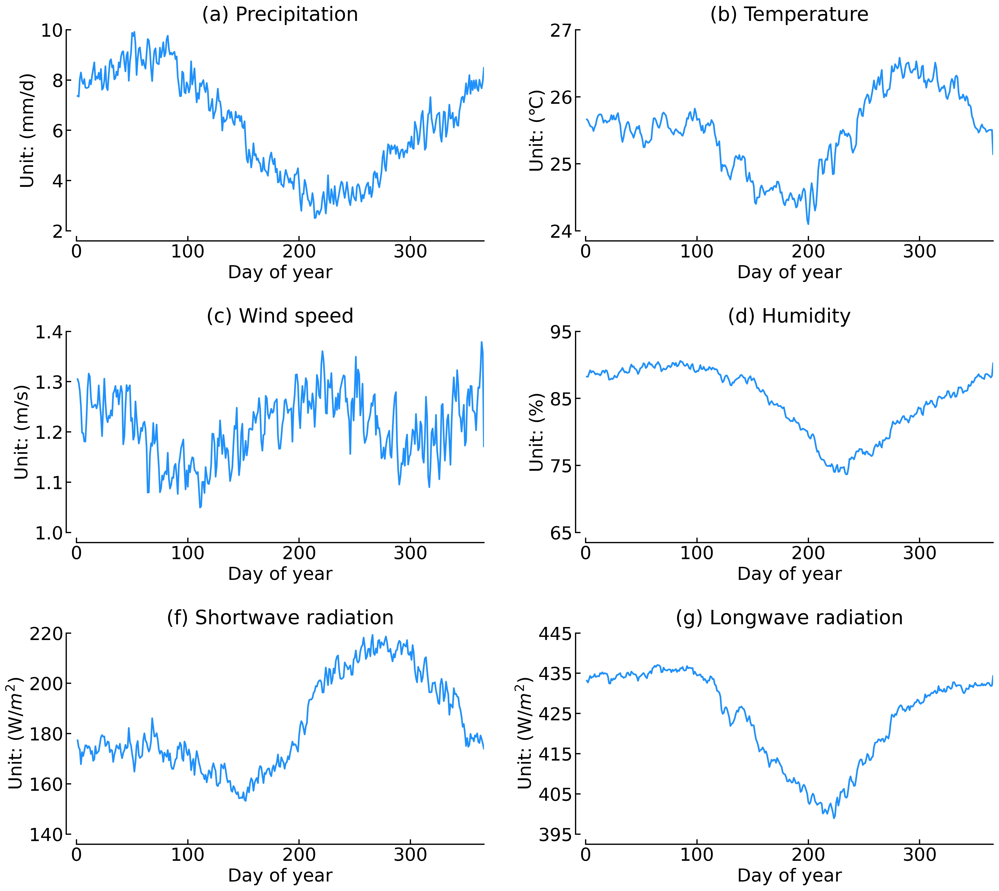 (a) Precipitation
Unit: (mm/d)
10
8
6
4
2
0 100 200 300
Day of year
(b) Temperature
Unit: (°C)
27
26
25
24
0 100 200 300
Day of year
(c) Wind speed
Unit: (m/s)
1.4
1.3
1.2
1.1
1.0
0 100 200 300
Day of year
(d) Humidity
Unit: (%)
95
85
75
65
0 100 200 300
Day of year
(f) Shortwave radiation
Unit: (W/m²)
220
200
180
160
140
0 100 200 300
Day of year
(g) Longwave radiation
Unit: (W/m²)
445
435
425
415
405
395
0 100 200 300
Day of year